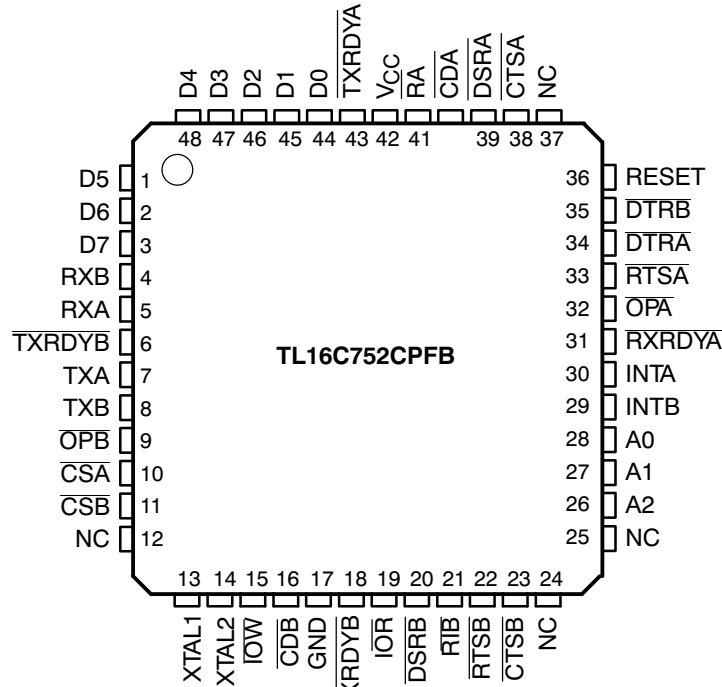 D4 D3 D2 D1 D0 TXRDYA VCC RA CDA DSRA CTSA NC
48 47 46 45 44 43 42 41 39 38 37
D5 1
D6 2
D7 3
RXB 4
RXA 5
TXRDYB 6
TXA 7
TXB 8
OPB 9
CSA 10
CSB 11
NC 12
TL16C752CPFB
36 RESET
35 DTRB
34 DTRA
33 RTSA
32 OPA
31 RXRDYA
30 INTA
29 INTB
28 A0
27 A1
26 A2
25 NC
13 14 15 16 17 18 19 20 21 22 23 24
XTAL1 XTAL2 IOW CDB GND XRDYB IOR DSRB RIB RTSB CTSB NC